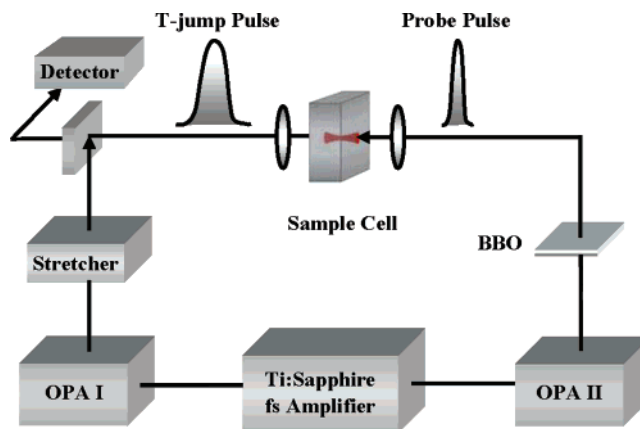 T-jump Pulse
Probe Pulse
Detector
Sample Cell
BBO
Stretcher
OPA I
Ti:Sapphire
fs Amplifier
OPA II